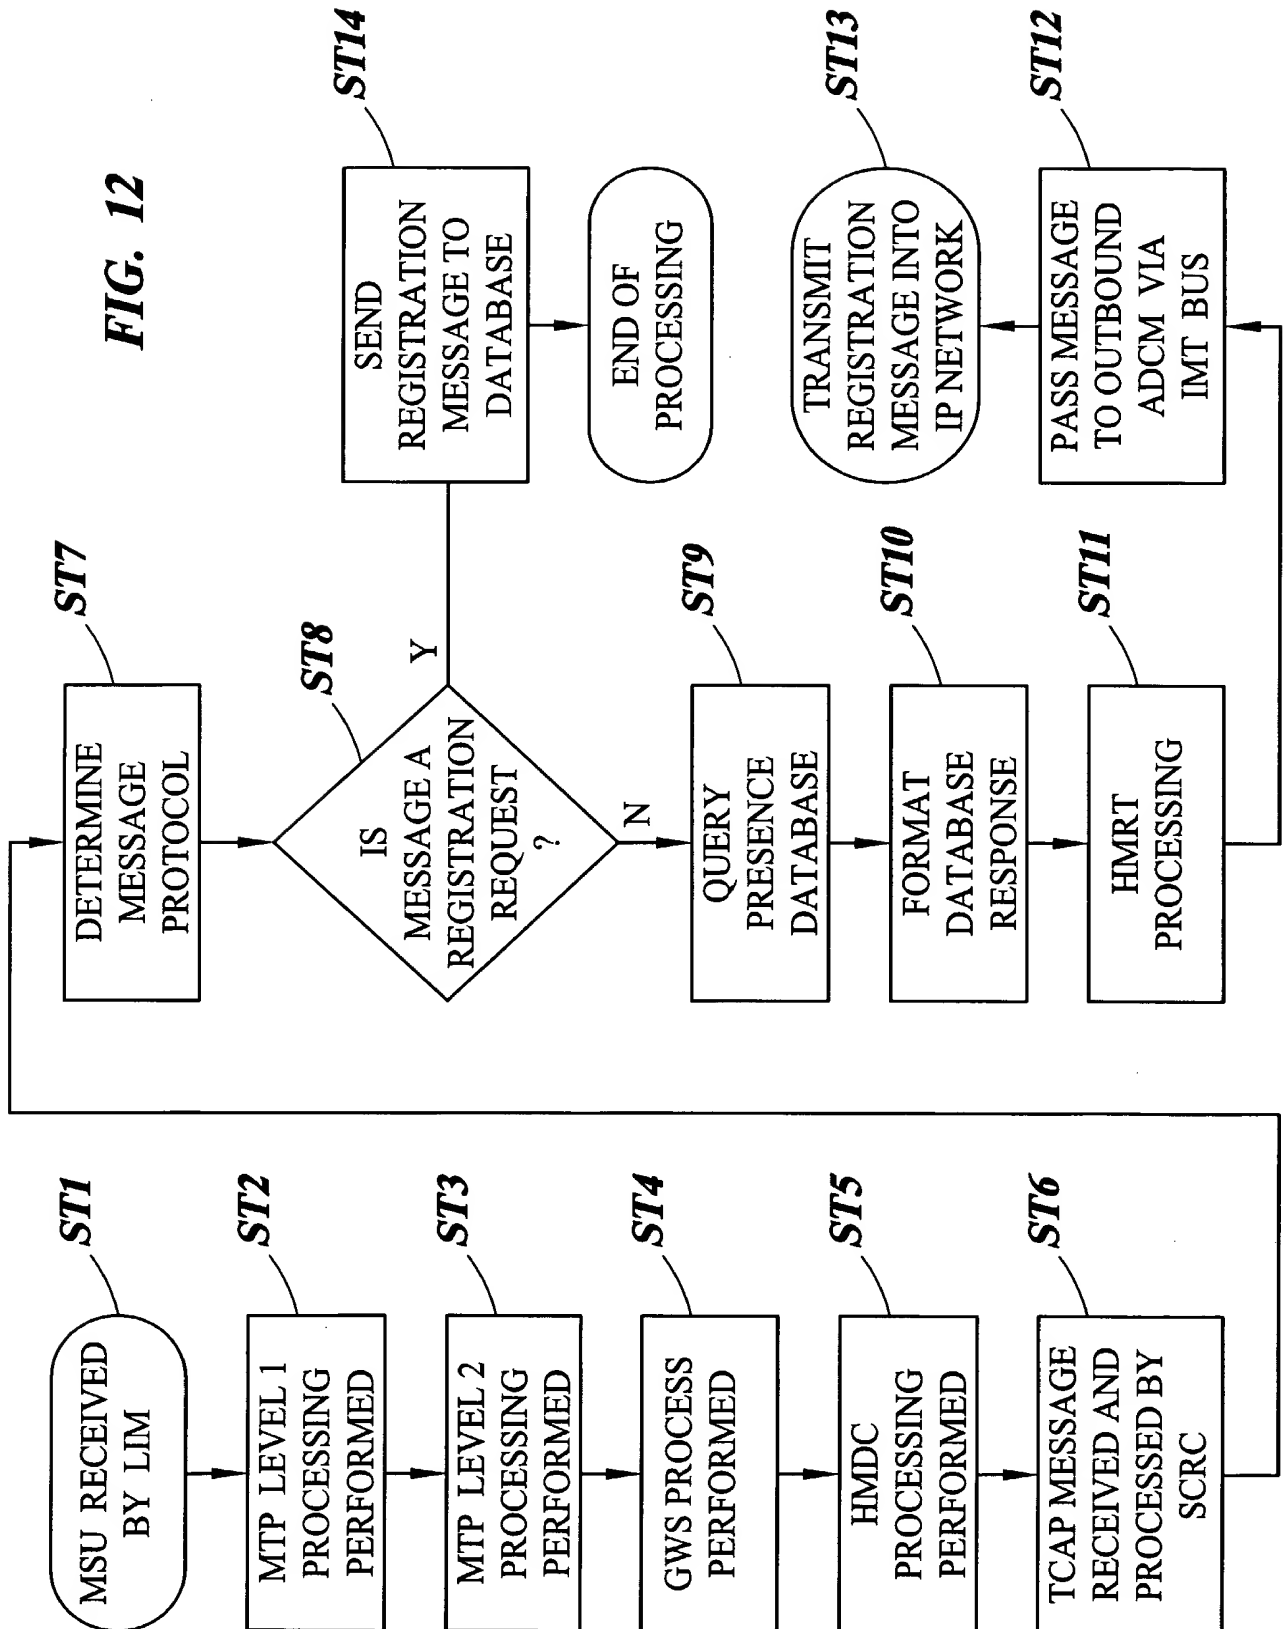 FIG. 12
ST1
MSU RECEIVED
BY LIM
ST2
MTP LEVEL 1
PROCESSING
PERFORMED
ST3
MTP LEVEL 2
PROCESSING
PERFORMED
ST4
GWS PROCESS
PERFORMED
ST5
HMDC
PROCESSING
PERFORMED
ST6
TCAP MESSAGE
RECEIVED AND
PROCESSED BY
SCRC
ST7
DETERMINE
MESSAGE
PROTOCOL
ST8
IS
MESSAGE A
REGISTRATION
REQUEST
?
Y
N
ST9
QUERY
PRESENCE
DATABASE
ST10
FORMAT
DATABASE
RESPONSE
ST11
HMRT
PROCESSING
ST12
PASS MESSAGE
TO OUTBOUND
ADCM VIA
IMT BUS
ST13
TRANSMIT
REGISTRATION
MESSAGE INTO
IP NETWORK
ST14
SEND
REGISTRATION
MESSAGE TO
DATABASE
END OF
PROCESSING